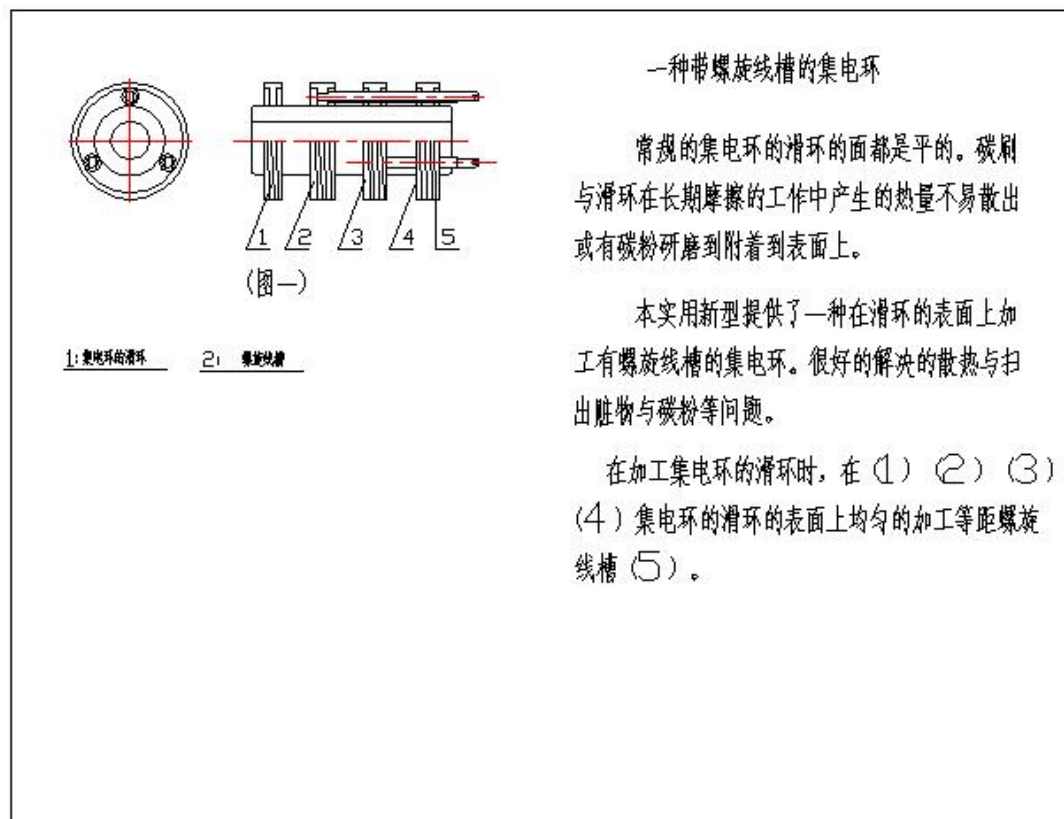 1 2 3 4 5
(图一)
1:集电环的滑环 2: 螺旋线槽
一种带螺旋线槽的集电环
常规的集电环的滑环的面都是平的。碳刷
与滑环在长期摩擦的工作中产生的热量不易散出
或有碳粉研磨到附着到表面上。
本实用新型提供了一种在滑环的表面上加
工有螺旋线槽的集电环。很好的解决的散热与扫
出脏物与碳粉等问题。
在加工集电环的滑环时, 在 (1) (2) (3)
(4) 集电环的滑环的表面上均匀的加工等距螺旋
线槽 (5) 。